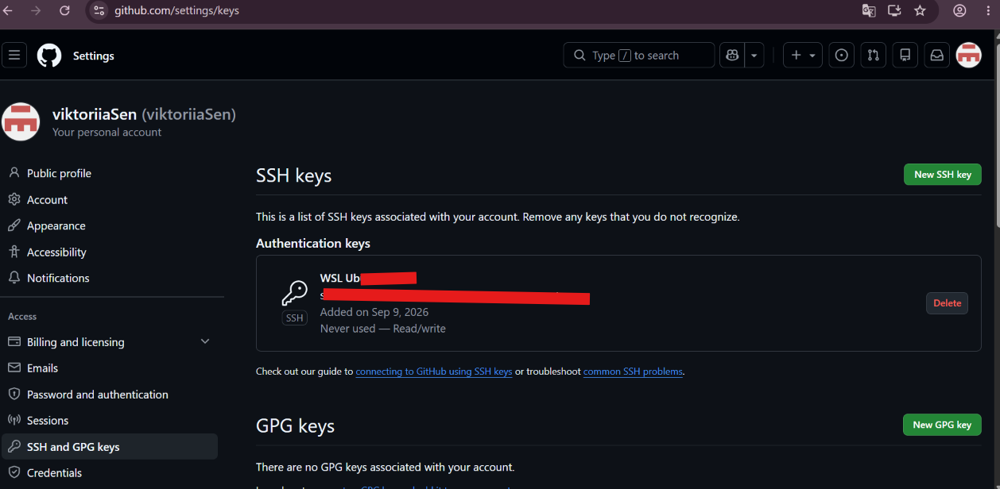 github.com/settings/keys
Settings
Type / to search
viktoriiaSen (viktoriiaSen)
Your personal account
Public profile
Account
Appearance
Accessibility
Notifications
Access
Billing and licensing
Emails
Password and authentication
Sessions
SSH and GPG keys
Credentials
SSH keys
New SSH key
This is a list of SSH keys associated with your account. Remove any keys that you do not recognize.
Authentication keys
WSL
SSH
Added on Sep 9, 2026
Never used — Read/write
Delete
Check out our guide to connecting to GitHub using SSH keys or troubleshoot common SSH problems.
GPG keys
New GPG key
There are no GPG keys associated with your account.